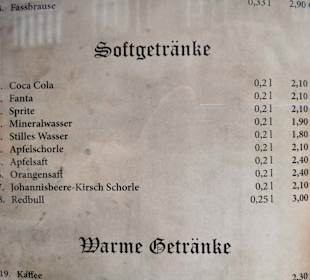 . Fassbrause 0,33 l 2,90
Softgetränke
. Coca Cola 0,2 l 2,10
. Fanta 0,2 l 2,10
. Sprite 0,2 l 2,10
. Mineralwasser 0,2 l 1,90
. Stilles Wasser 0,2 l 1,80
. Apfelschorle 0,2 l 2,10
. Apfelsaft 0,2 l 2,40
. Orangensaft 0,2 l 2,40
7. Johannisbeere-Kirsch Schorle 0,2 l 2,10
8. Redbull 0,25 l 3,00
Warme Getränke
19. Kaffee 2,30